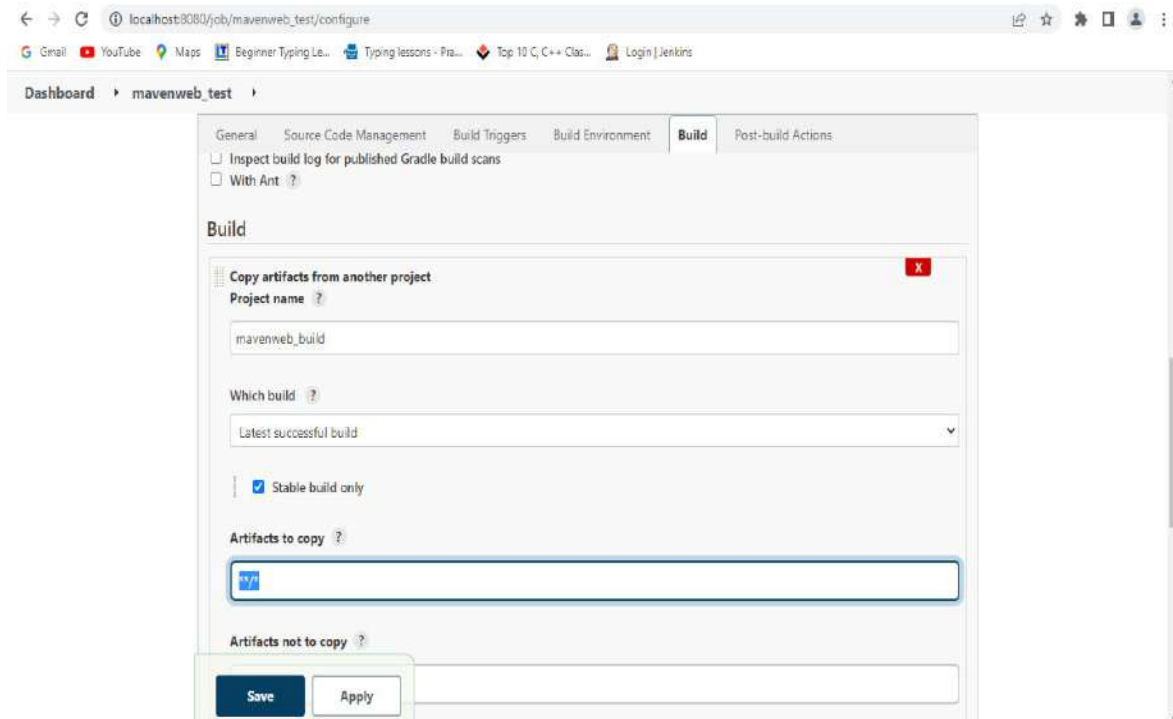 localhost:8080/job/mavenweb_test/configure
Gmail YouTube Maps Beginner Typing Le... Typing lessons - Pra... Top 10 C, C++ Clas... Login | Jenkins
Dashboard mavenweb_test
General Source Code Management Build Triggers Build Environment Build Post-build Actions
Inspect build log for published Gradle build scans
With Ant ?
Build
X
Copy artifacts from another project
Project name ?
mavenweb_build
Which build ?
Latest successful build
Stable build only
Artifacts to copy ?
**/*
Artifacts not to copy ?
Save Apply